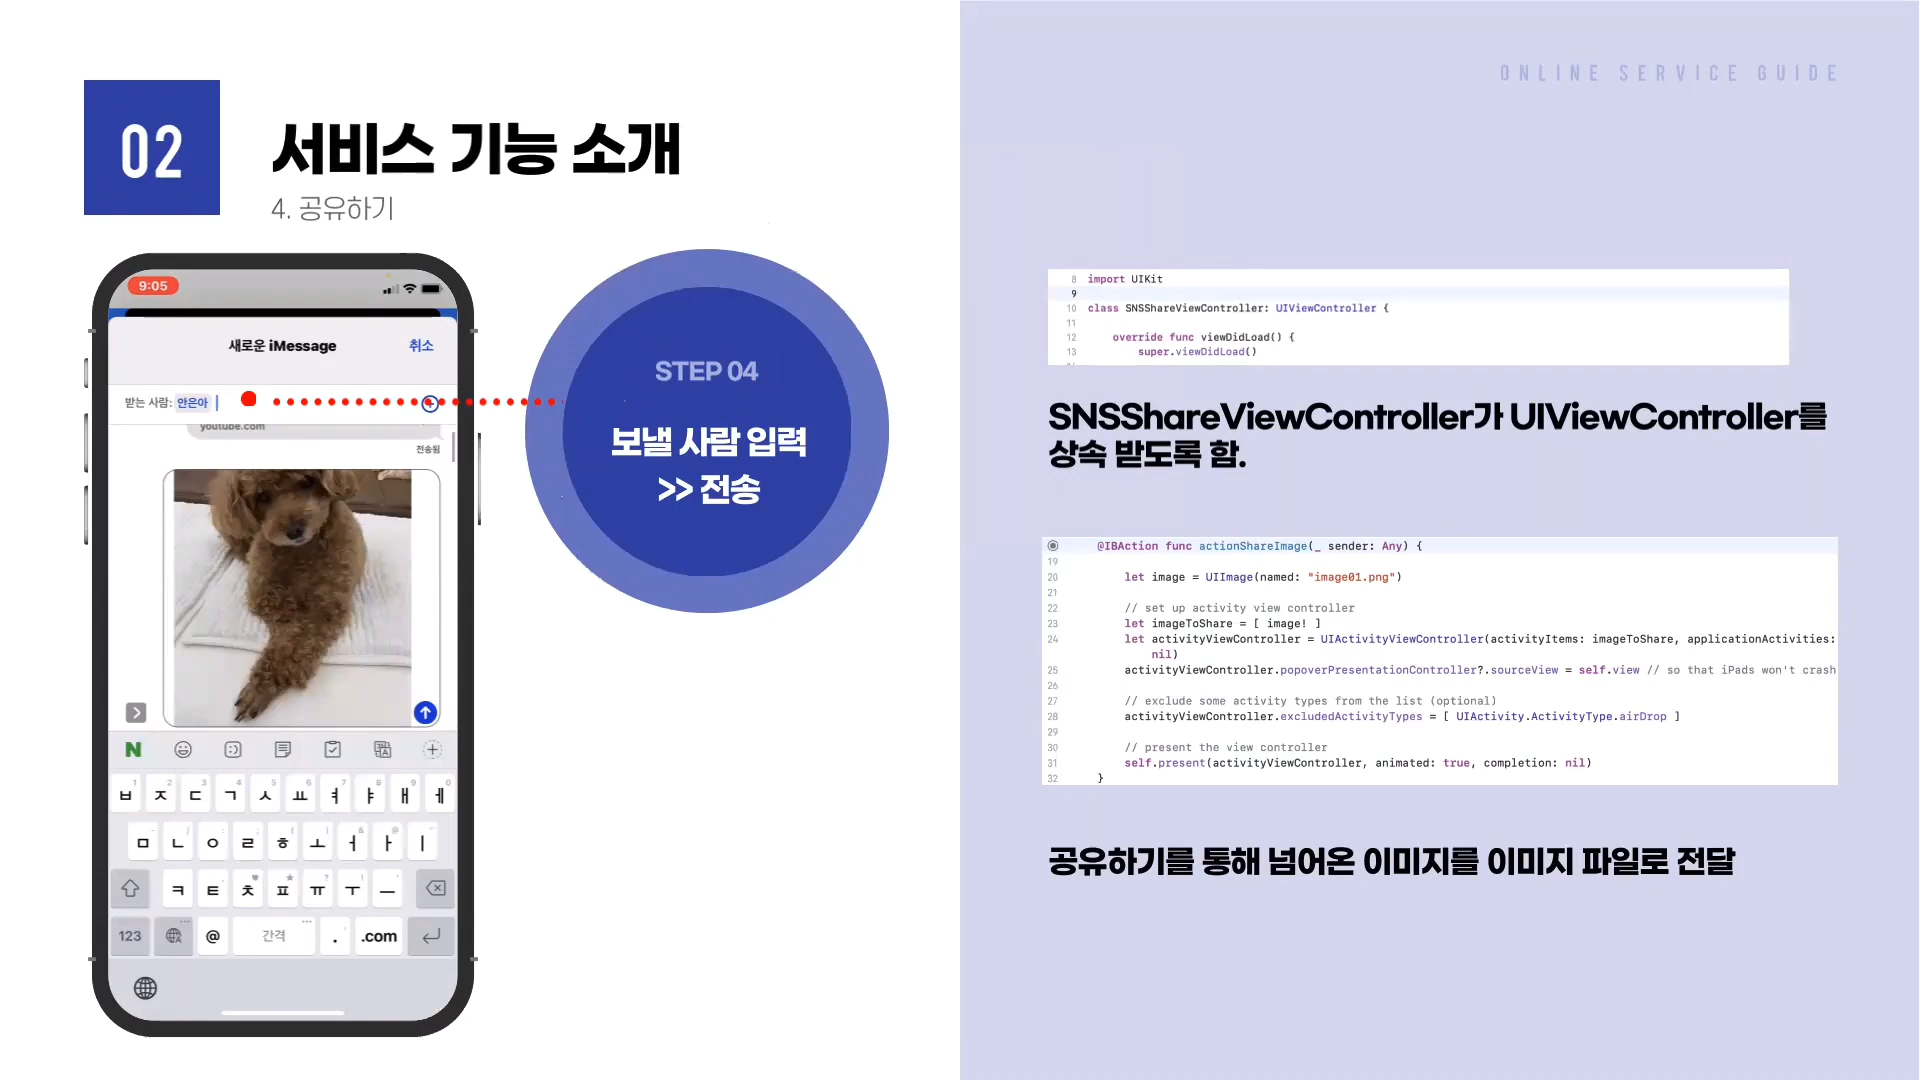 ONLINE SERVICE GUIDE
02
서비스 기능 소개
4. 공유하기
9:05
새로운 iMessage
취소
받는 사람: 안은아
youtube.com
전송됨
N
1 2 3 4 5 6 7 8 9 0
ㅂ ㅈ ㄷ ㄱ ㅅ ㅛ ㅕ ㅑ ㅐ ㅔ
ㅁ ㄴ ㅇ ㄹ ㅎ ㅗ ㅓ ㅏ ㅣ
ㅋ ㅌ ㅊ ㅍ ㅠ ㅜ ㅡ
123 @ 간격 . .com
STEP 04
보낼 사람 입력
>> 전송
8 import UIKit
9
10 class SNSShareViewController: UIViewController {
11
12 override func viewDidLoad() {
13 super.viewDidLoad()
SNSShareViewController가 UIViewController를
상속 받도록 함.
@IBAction func actionShareImage(_ sender: Any) {
19
20 let image = UIImage(named: "image01.png")
21
22 // set up activity view controller
23 let imageToShare = [ image! ]
24 let activityViewController = UIActivityViewController(activityItems: imageToShare, applicationActivities:
nil)
25 activityViewController.popoverPresentationController?.sourceView = self.view // so that iPads won't crash
26
27 // exclude some activity types from the list (optional)
28 activityViewController.excludedActivityTypes = [ UIActivity.ActivityType.airDrop ]
29
30 // present the view controller
31 self.present(activityViewController, animated: true, completion: nil)
32 }
공유하기를 통해 넘어온 이미지를 이미지 파일로 전달